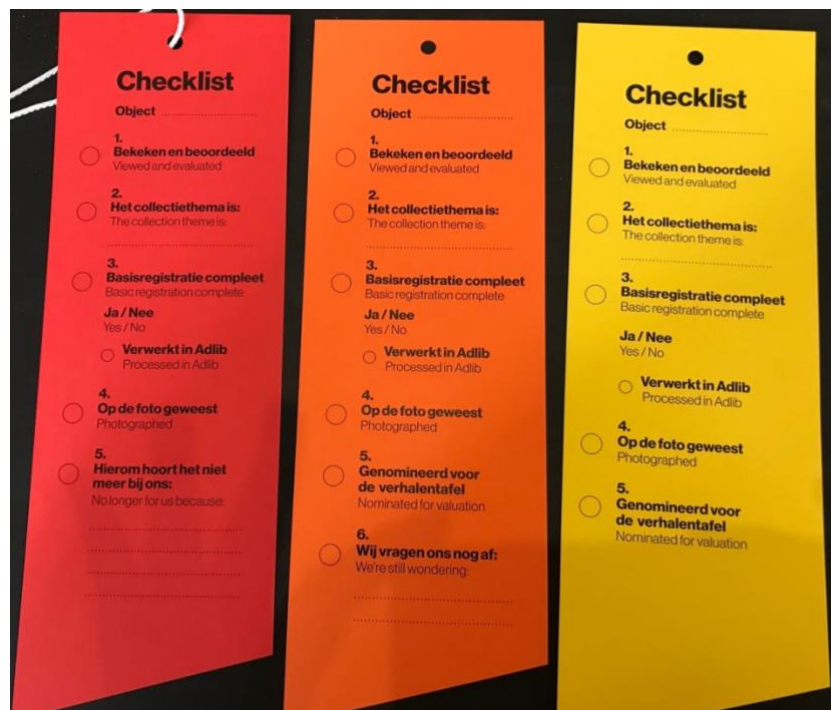 Checklist
Object
1.
Bekeken en beoordeeld
Viewed and evaluated
2.
Het collectiethema is:
The collection theme is:
3.
Basisregistratie compleet
Basic registration complete
Ja / Nee
Yes / No
Verwerkt in Adlib
Processed in Adlib
4.
Op de foto geweest
Photographed
5.
Hierom hoort het niet
meer bij ons:
No longer for us because:
Checklist
Object
1.
Bekeken en beoordeeld
Viewed and evaluated
2.
Het collectiethema is:
The collection theme is:
3.
Basisregistratie compleet
Basic registration complete
Ja / Nee
Yes / No
Verwerkt in Adlib
Processed in Adlib
4.
Op de foto geweest
Photographed
5.
Genomineerd voor
de verhalentafel
Nominated for valuation
6.
Wij vragen ons nog af:
We're still wondering:
Checklist
Object
1.
Bekeken en beoordeeld
Viewed and evaluated
2.
Het collectiethema is:
The collection theme is:
3.
Basisregistratie compleet
Basic registration complete
Ja / Nee
Yes / No
Verwerkt in Adlib
Processed in Adlib
4.
Op de foto geweest
Photographed
5.
Genomineerd voor
de verhalentafel
Nominated for valuation